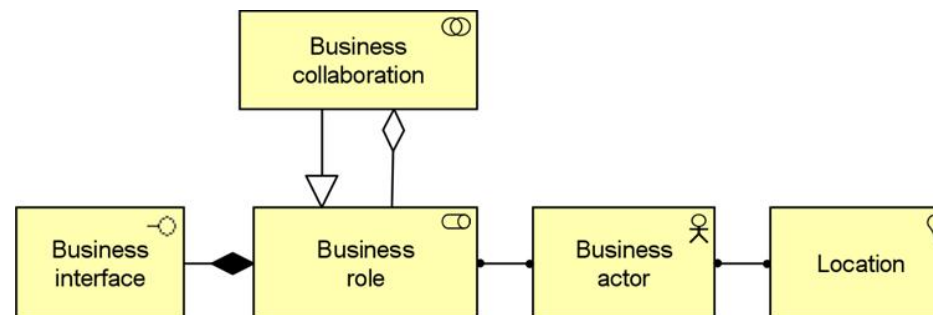 Business
collaboration
Business
interface
Business
role
Business
actor
Location